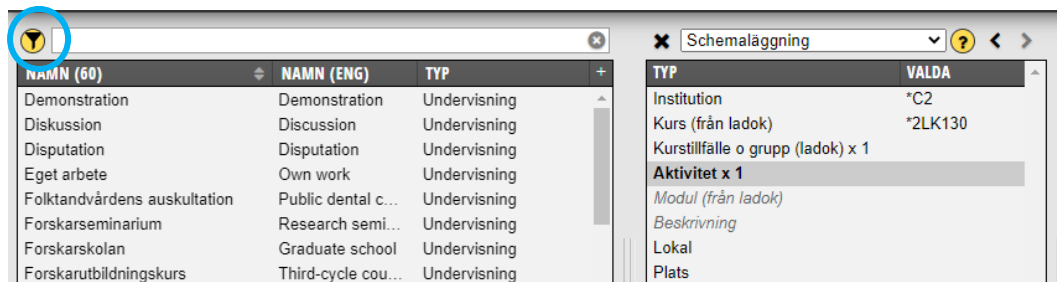 Schemaläggning ?
NAMN (60) NAMN (ENG) TYP +
Demonstration Demonstration Undervisning
Diskussion Discussion Undervisning
Disputation Disputation Undervisning
Eget arbete Own work Undervisning
Folktandvårdens auskultation Public dental c... Undervisning
Forskarseminarium Research semi... Undervisning
Forskarskolan Graduate school Undervisning
Forskarutbildningskurs Third-cycle cou... Undervisning
TYP VALDA
Institution *C2
Kurs (från ladok) *2LK130
Kurstillfälle o grupp (ladok) x 1
Aktivitet x 1
Modul (från ladok)
Beskrivning
Lokal
Plats